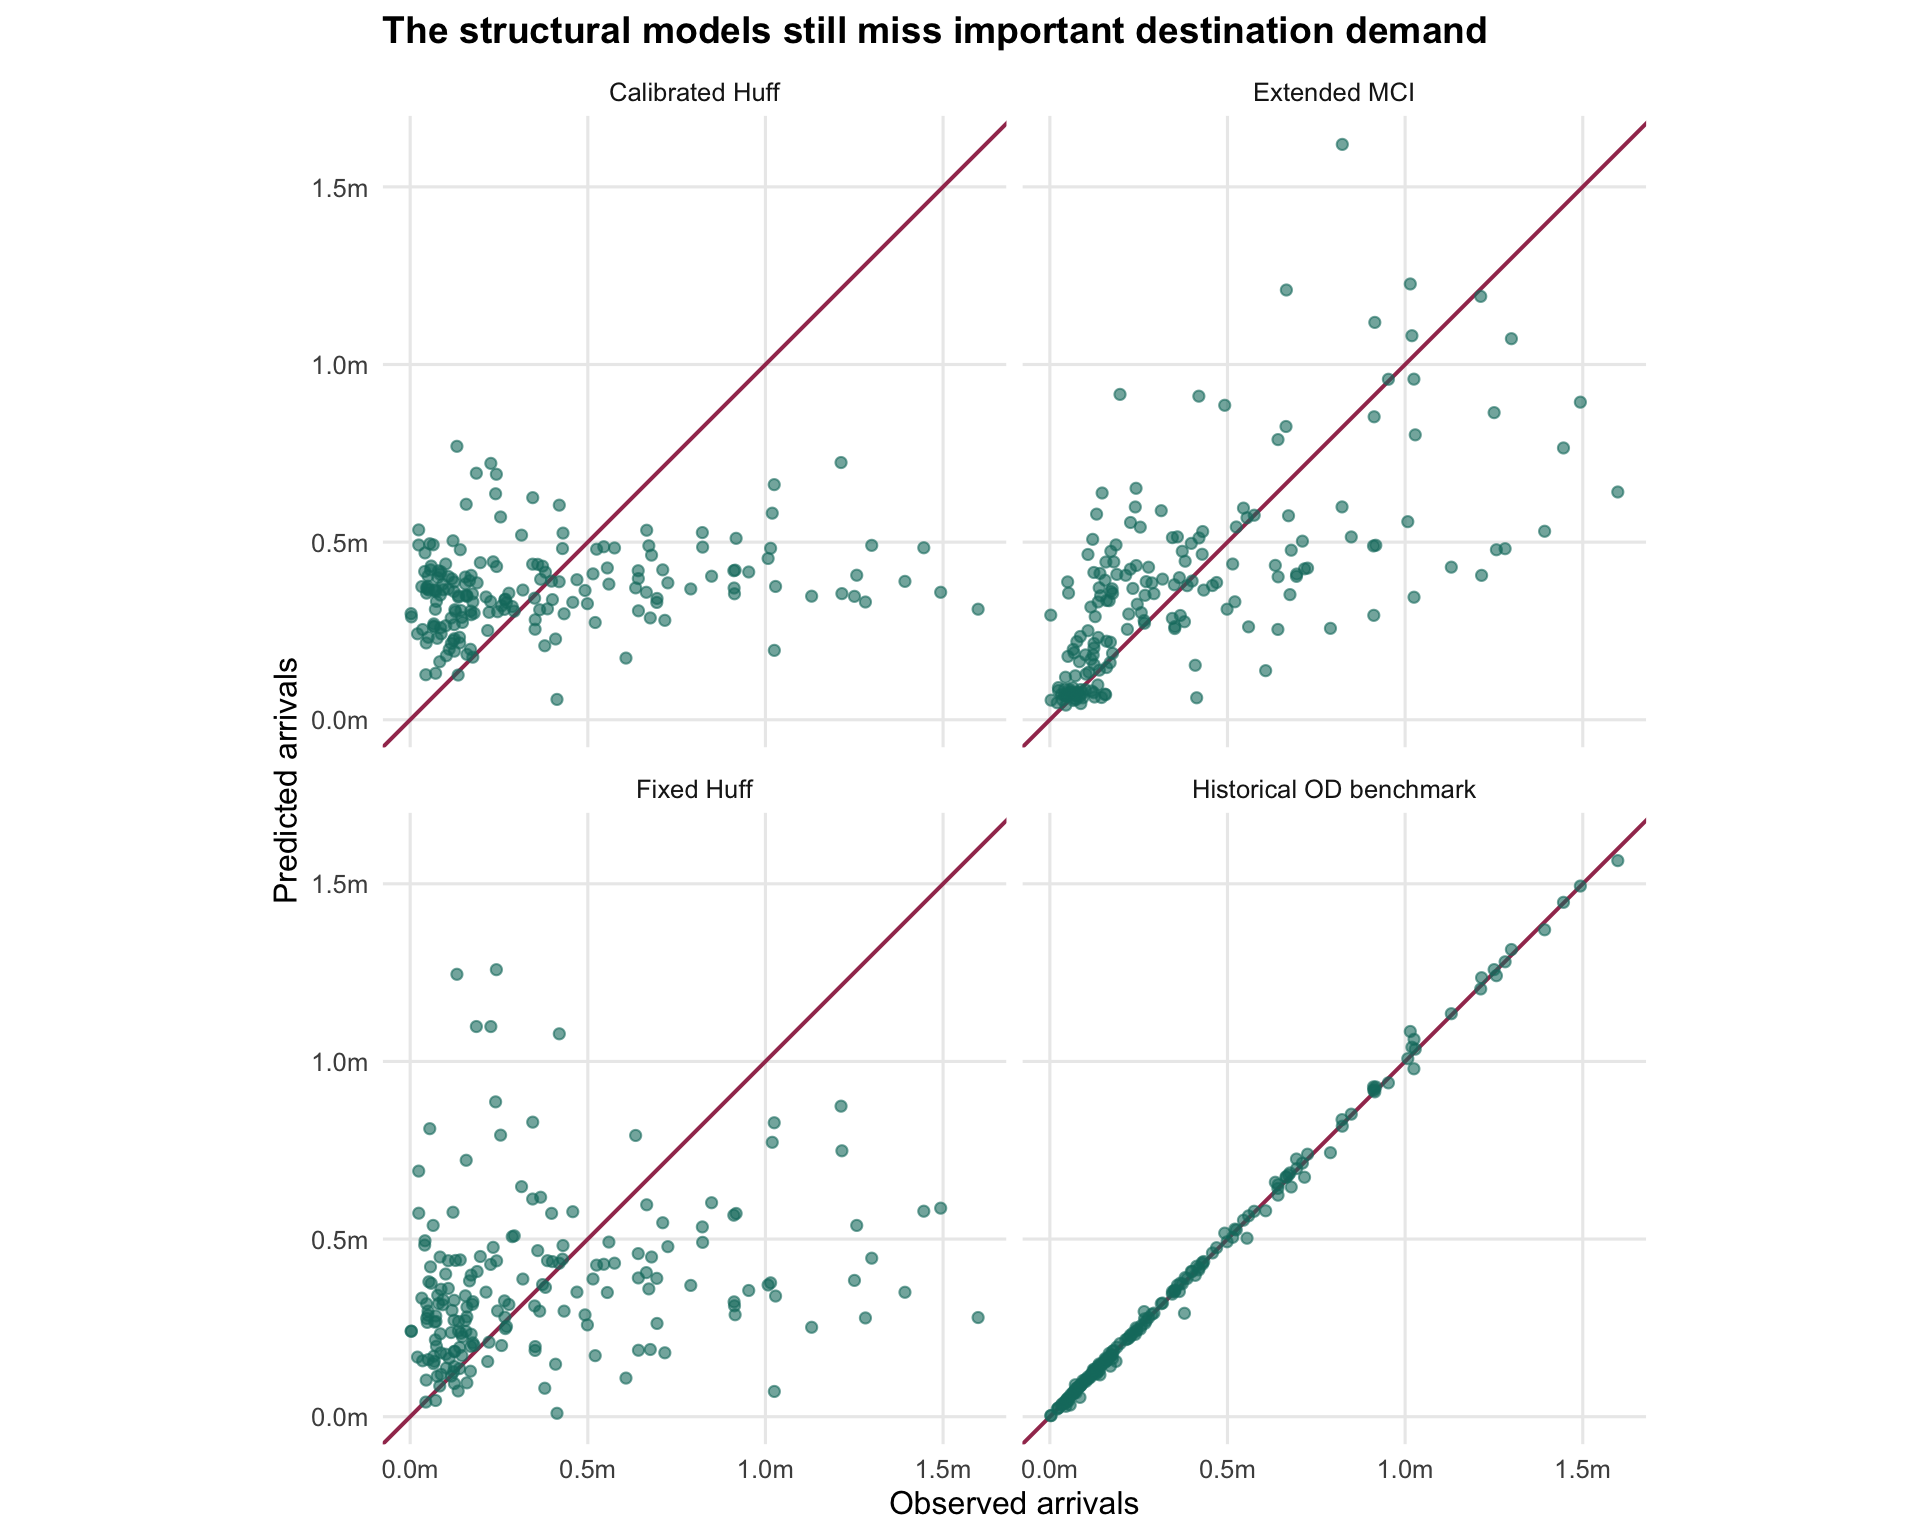 The structural models still miss important destination demand
Calibrated Huff
Extended MCI
1.5m
1.0m
0.5m
0.0m
Fixed Huff
Historical OD benchmark
Predicted arrivals
1.5m
1.0m
0.5m
0.0m
0.0m 0.5m 1.0m 1.5m
0.0m 0.5m 1.0m 1.5m
Observed arrivals